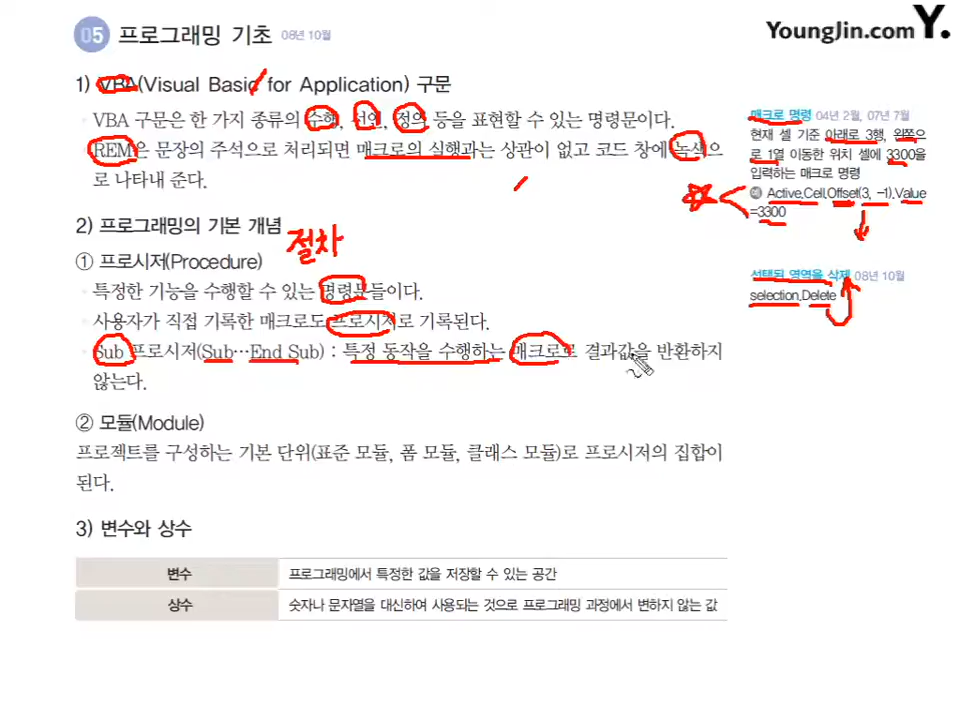 05 프로그래밍 기초 08년 10월
YoungJin.com Y.
1) VBA(Visual Basic for Application) 구문
VBA 구문은 한 가지 종류의 수행, 선언, 정의 등을 표현할 수 있는 명령문이다.
REM은 문장의 주석으로 처리되면 매크로의 실행과는 상관이 없고 코드 창에 녹색으
로 나타내 준다.
2) 프로그래밍의 기본 개념
절차
① 프로시저(Procedure)
특정한 기능을 수행할 수 있는 명령문들이다.
사용자가 직접 기록한 매크로도 프로시저로 기록된다.
Sub 프로시저(Sub…End Sub) : 특정 동작을 수행하는 매크로로 결과값을 반환하지
않는다.
② 모듈(Module)
프로젝트를 구성하는 기본 단위(표준 모듈, 폼 모듈, 클래스 모듈)로 프로시저의 집합이
된다.
3) 변수와 상수
변수 프로그래밍에서 특정한 값을 저장할 수 있는 공간
상수 숫자나 문자열을 대신하여 사용되는 것으로 프로그래밍 과정에서 변하지 않는 값
매크로 명령 04년 2월, 07년 7월
현재 셀 기준 아래로 3행, 왼쪽으
로 1열 이동한 위치 셀에 3300을
입력하는 매크로 명령
예 Active.Cell.Offset(3, -1).Value
=3300
선택된 영역을 삭제 08년 10월
selection.Delete